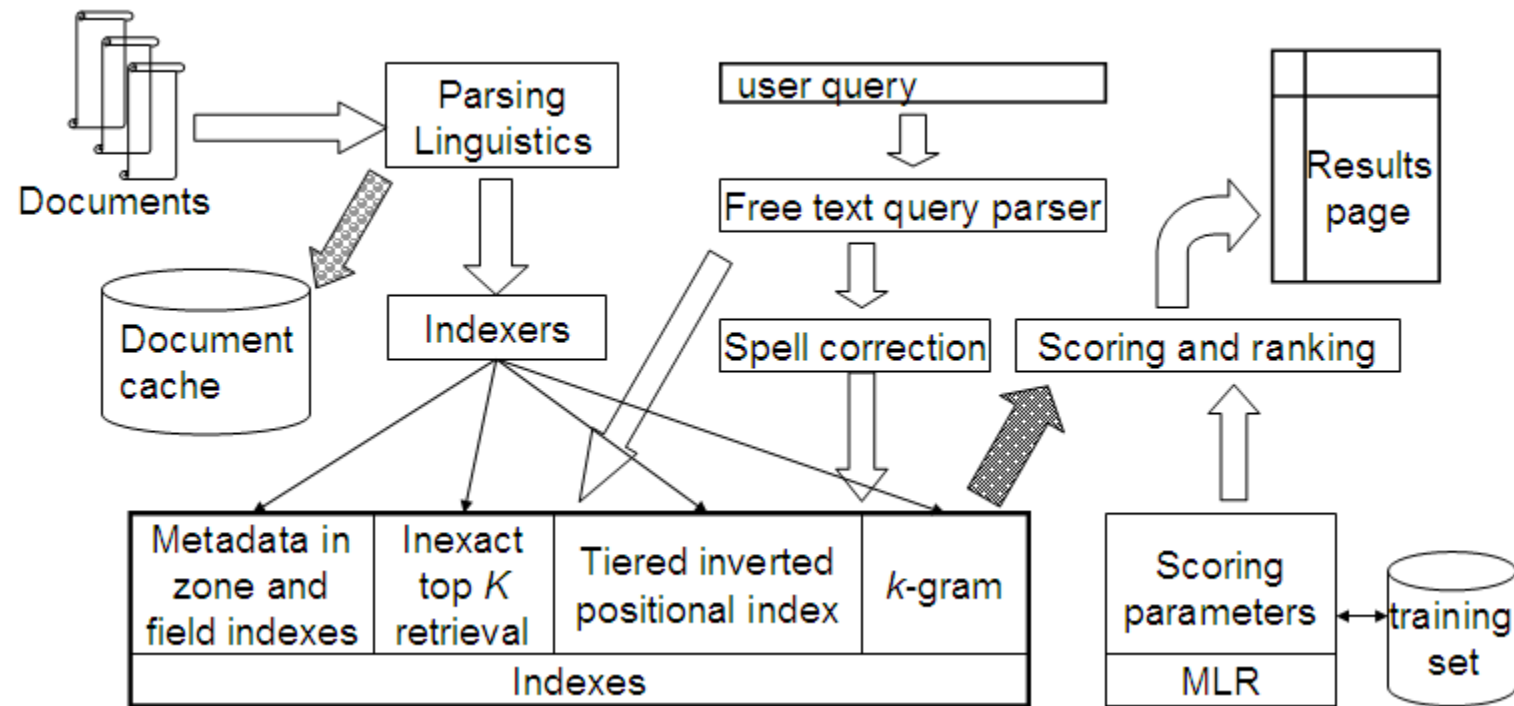 Documents
Parsing
Linguistics
user query
Free text query parser
Results
page
Document
cache
Indexers
Spell correction
Scoring and ranking
Metadata in
zone and
field indexes
Inexact
top K
retrieval
Tiered inverted
positional index
k-gram
Indexes
Scoring
parameters
MLR
training
set